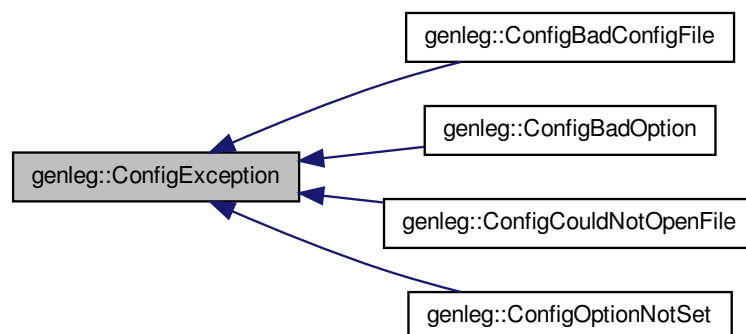 genleg::ConfigBadConfigFile
genleg::ConfigBadOption
genleg::ConfigException
genleg::ConfigCouldNotOpenFile
genleg::ConfigOptionNotSet